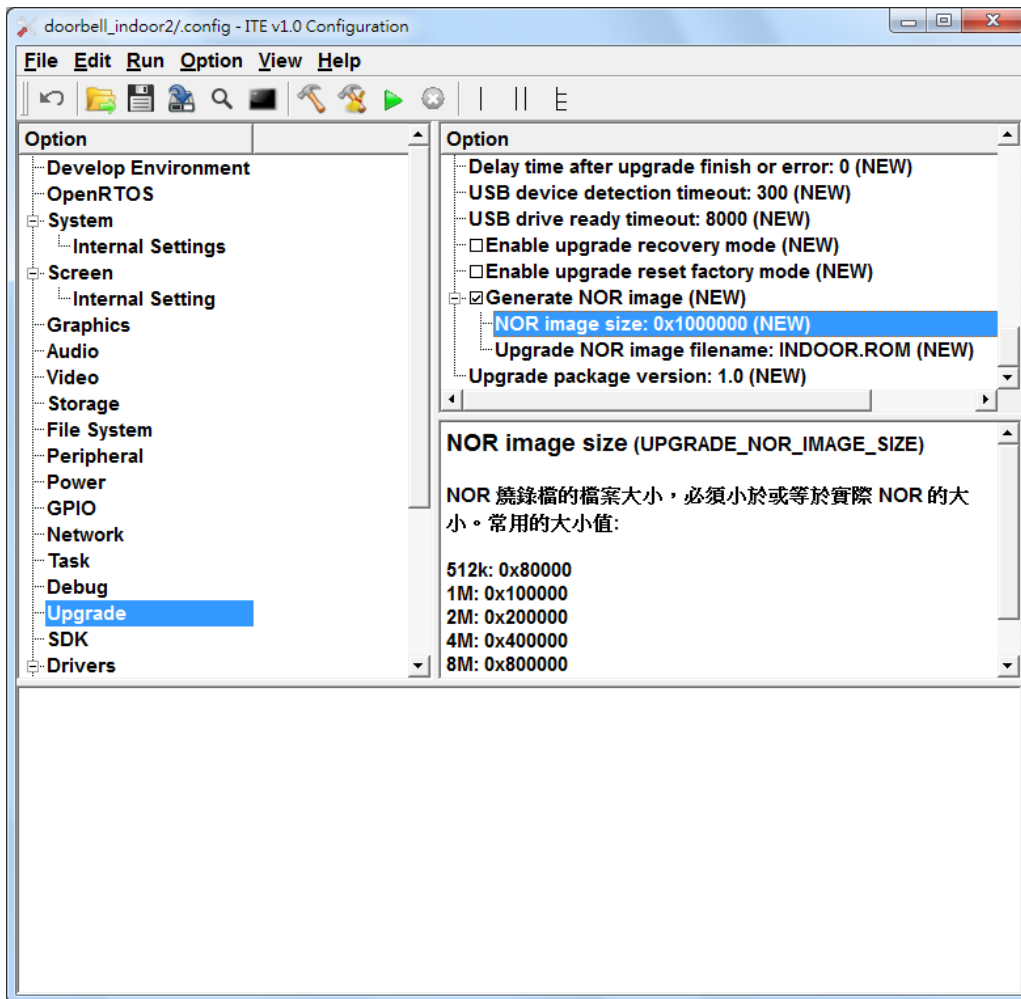 doorbell_indoor2/.config - ITE v1.0 Configuration
File Edit Run Option View Help
Option
Develop Environment
OpenRTOS
System
Internal Settings
Screen
Internal Setting
Graphics
Audio
Video
Storage
File System
Peripheral
Power
GPIO
Network
Task
Debug
Upgrade
SDK
Drivers
Option
Delay time after upgrade finish or error: 0 (NEW)
USB device detection timeout: 300 (NEW)
USB drive ready timeout: 8000 (NEW)
Enable upgrade recovery mode (NEW)
Enable upgrade reset factory mode (NEW)
Generate NOR image (NEW)
NOR image size: 0x1000000 (NEW)
Upgrade NOR image filename: INDOOR.ROM (NEW)
Upgrade package version: 1.0 (NEW)
NOR image size (UPGRADE_NOR_IMAGE_SIZE)
NOR 燒錄檔的檔案大小，必須小於或等於實際 NOR 的大
小。常用的大小值:
512k: 0x80000
1M: 0x100000
2M: 0x200000
4M: 0x400000
8M: 0x800000